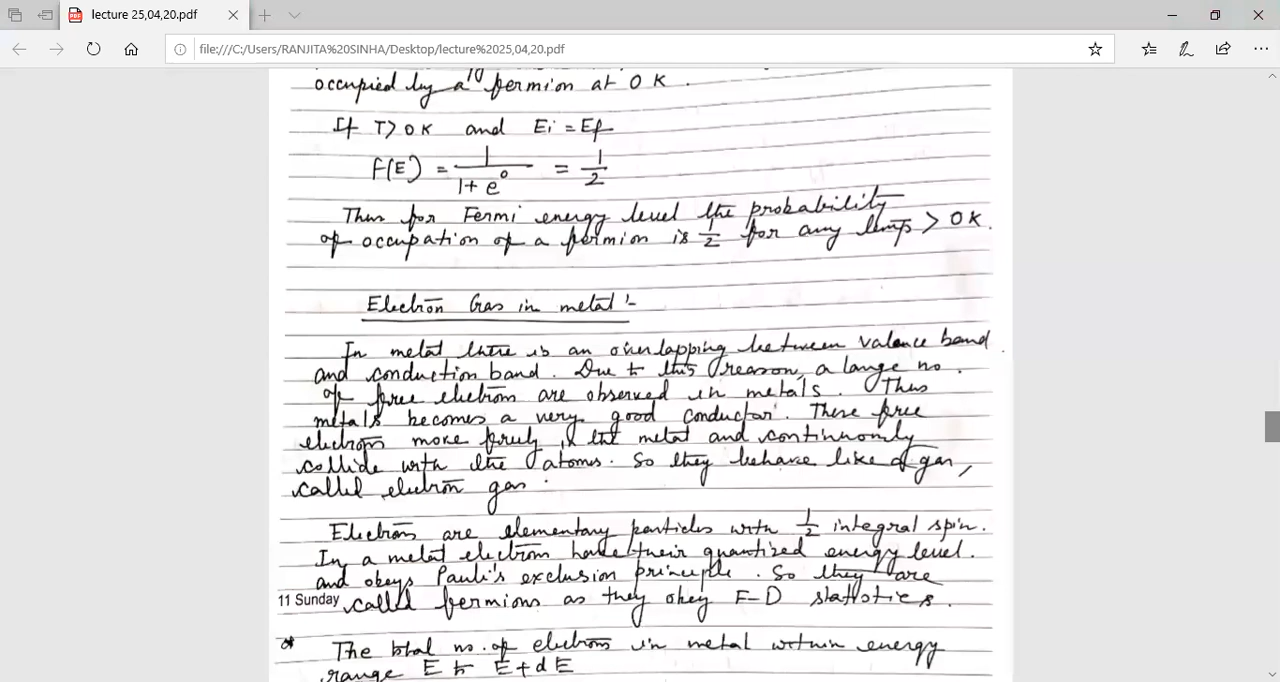 lecture 25,04,20.pdf
file:///C:/Users/RANJITA%20SINHA/Desktop/lecture%2025,04,20.pdf
occupied by a fermion at 0 K.
10
If T > 0 K and Ei = Ef
f(E) = 1/(1 + e^0) = 1/2
Thus for Fermi energy level the probability
of occupation of a fermion is 1/2 for any temp > 0 K.
Electron Gas in metal :-
In metal there is an overlapping between valance band
and conduction band. Due to this reason, a large no.
of free electron are observed in metals. Thus
metals becomes a very good conductor. These free
electrons move freely in the metal and continuously
collide with the atoms. So they behave like a gas,
called electron gas.
Electrons are elementary particles with 1/2 integral spin.
In a metal electron have their quantized energy level.
and obeys Pauli's exclusion principle. So they are
11 Sunday called fermions as they obey F-D statistics.
* The total no. of electrons in metal within energy
range E to E + dE